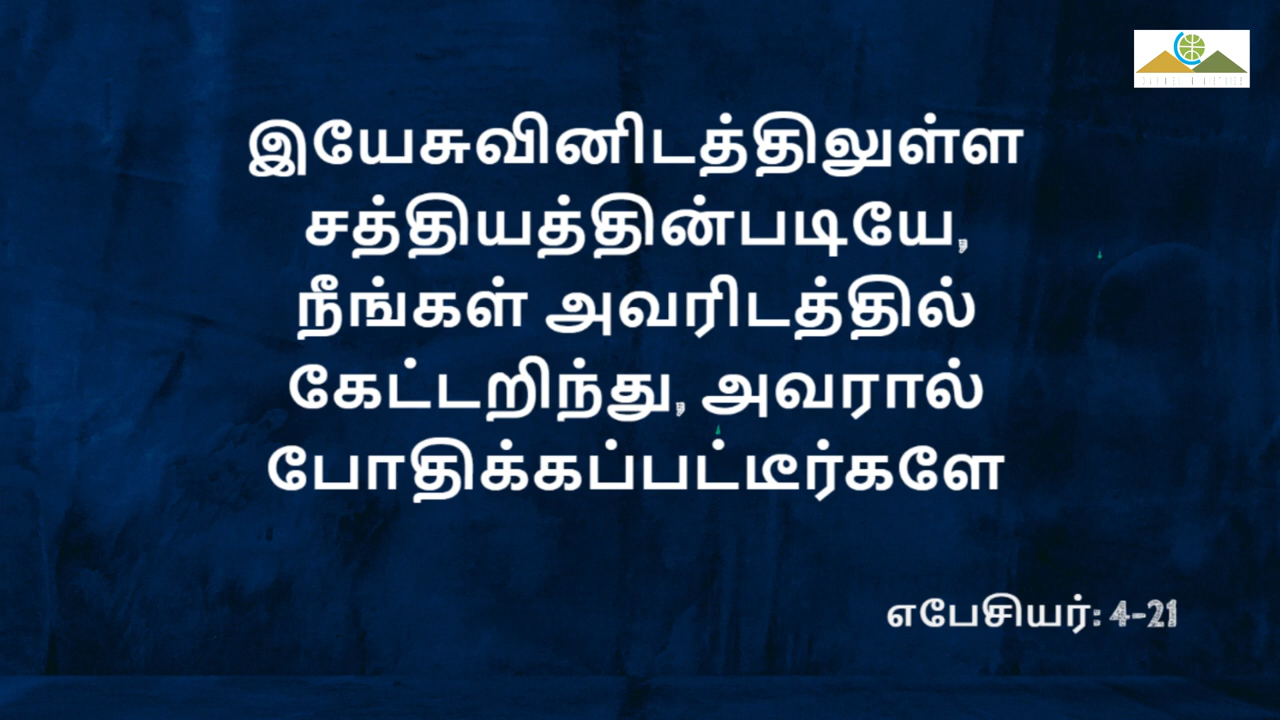 இயேசுவினிடத்திலுள்ள
சத்தியத்தின்படியே,
நீங்கள் அவரிடத்தில்
கேட்டறிந்து, அவரால்
போதிக்கப்பட்டீர்களே
எபேசியர்: 4-21